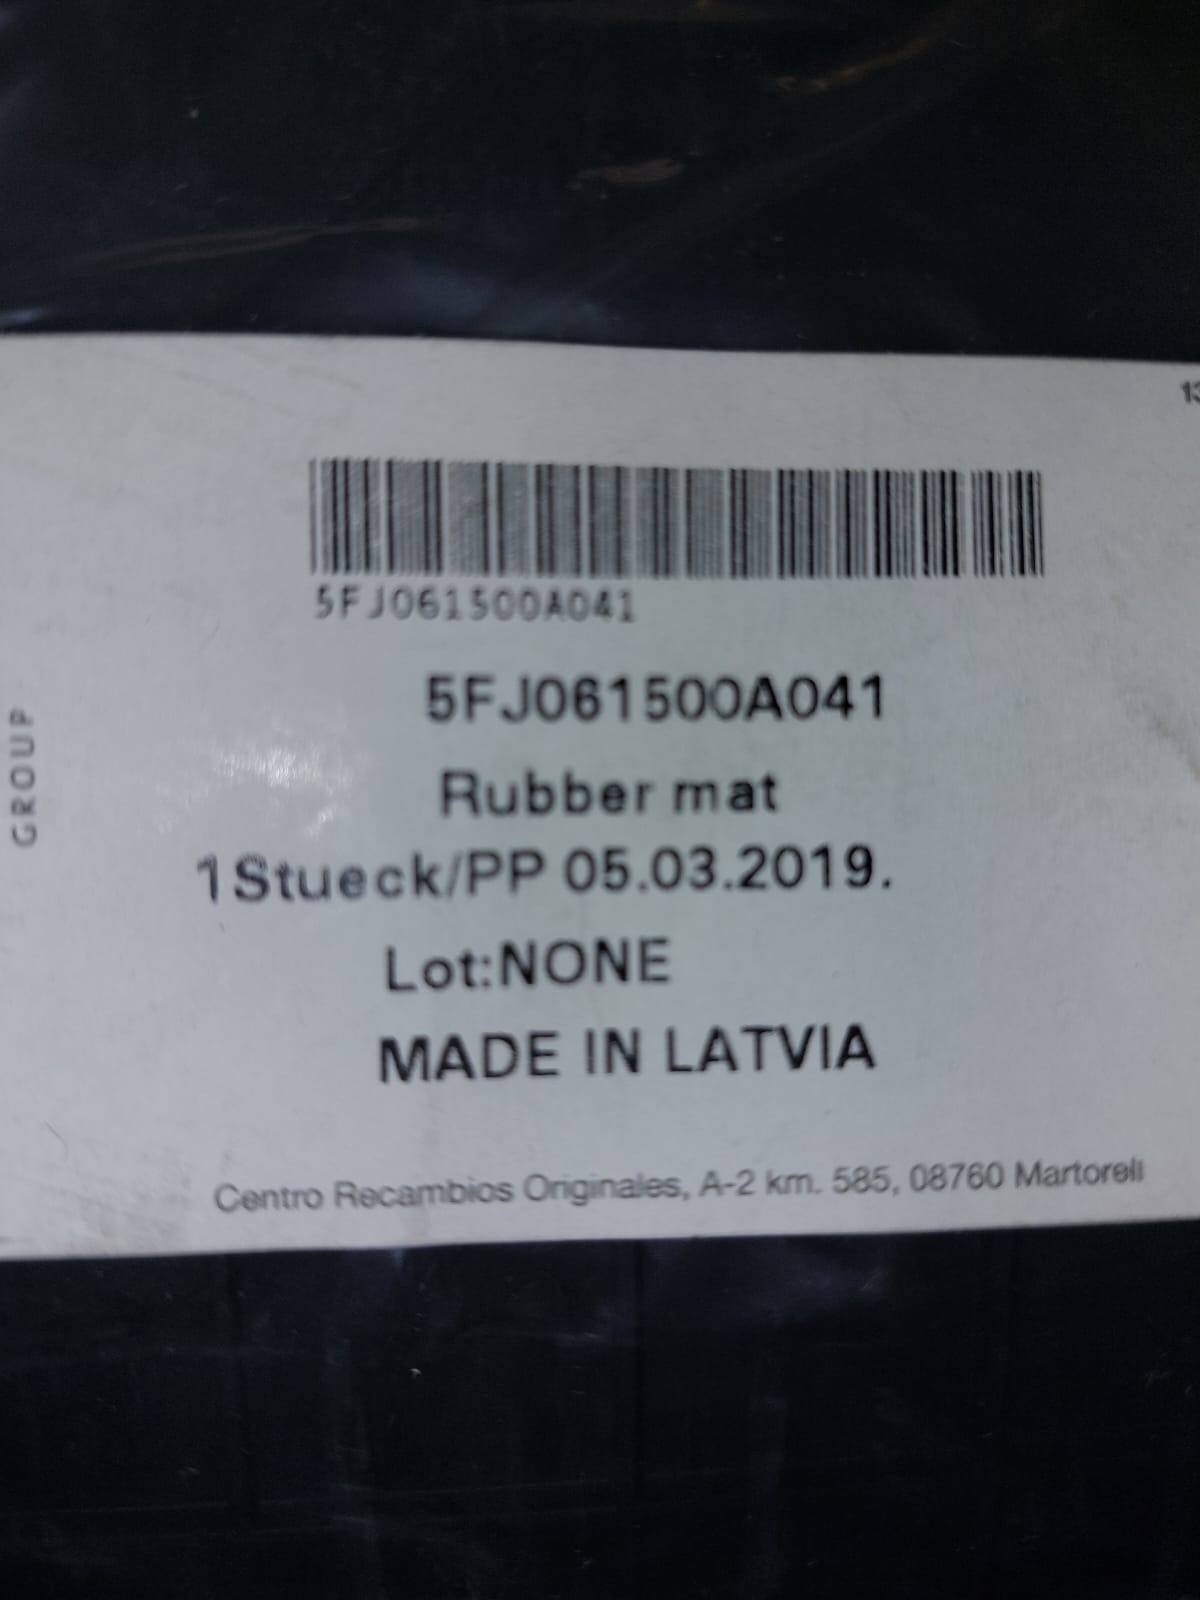 13
5FJ061500A041
5FJ061500A041
Rubber mat
1Stueck/PP 05.03.2019.
Lot:NONE
MADE IN LATVIA
Centro Recambios Originales, A-2 km. 585, 08760 Martorell
GROUP